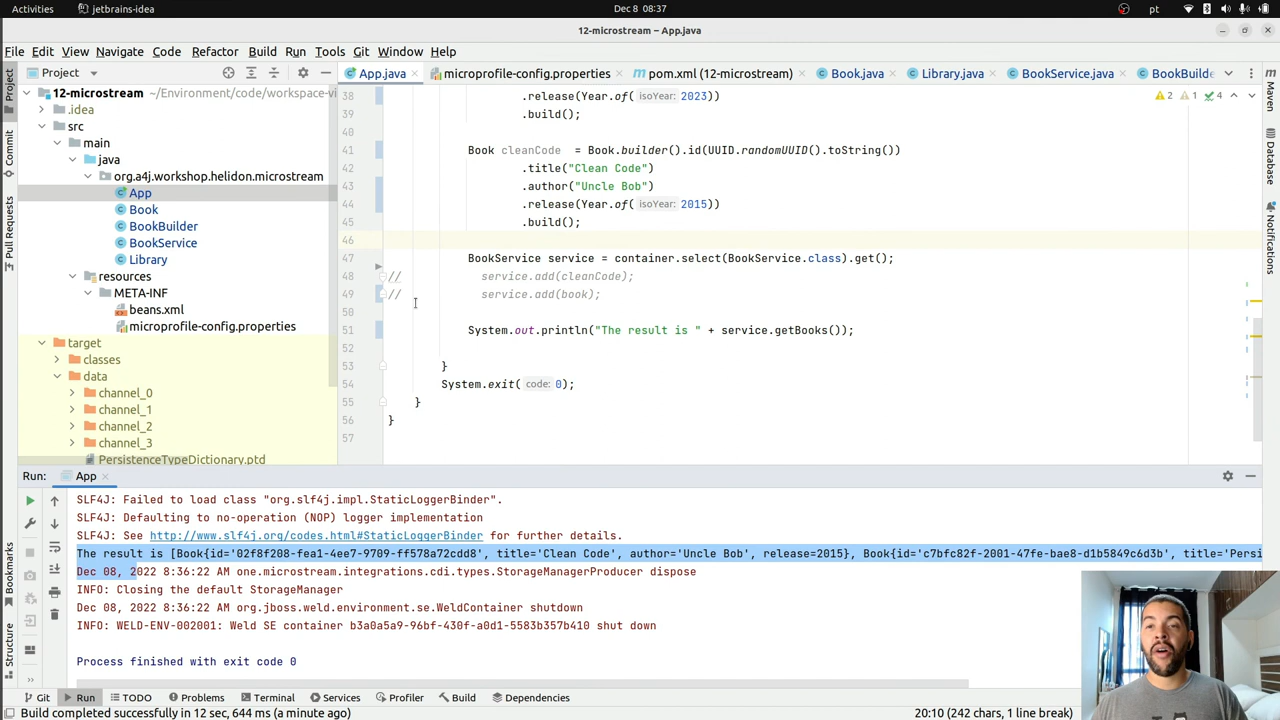 Activities
jetbrains-idea
Dec 8 08:37
pt
12-microstream – App.java
File Edit View Navigate Code Refactor Build Run Tools Git Window Help
Project
App.java
microprofile-config.properties
pom.xml (12-microstream)
Book.java
Library.java
BookService.java
BookBuilde
Project
Commit
Pull Requests
Bookmarks
Structure
Maven
Database
Notifications
12-microstream ~/Environment/code/workspace-vi
.idea
src
main
java
org.a4j.workshop.helidon.microstream
App
Book
BookBuilder
BookService
Library
resources
META-INF
beans.xml
microprofile-config.properties
target
classes
data
channel_0
channel_1
channel_2
channel_3
PersistenceTypeDictionary.ptd
2 1 4
38 .release(Year.of( isoYear: 2023))
39 .build();
40
41 Book cleanCode = Book.builder().id(UUID.randomUUID().toString())
42 .title("Clean Code")
43 .author("Uncle Bob")
44 .release(Year.of( isoYear: 2015))
45 .build();
46
47 BookService service = container.select(BookService.class).get();
48 // service.add(cleanCode);
49 // service.add(book);
50
51 System.out.println("The result is " + service.getBooks());
52
53 }
54 System.exit( code: 0);
55 }
56 }
57
Run: App
SLF4J: Failed to load class "org.slf4j.impl.StaticLoggerBinder".
SLF4J: Defaulting to no-operation (NOP) logger implementation
SLF4J: See http://www.slf4j.org/codes.html#StaticLoggerBinder for further details.
The result is [Book{id='02f8f208-fea1-4ee7-9709-ff578a72cdd8', title='Clean Code', author='Uncle Bob', release=2015}, Book{id='c7bfc82f-2001-47fe-bae8-d1b5849c6d3b', title='Persi
Dec 08, 2022 8:36:22 AM one.microstream.integrations.cdi.types.StorageManagerProducer dispose
INFO: Closing the default StorageManager
Dec 08, 2022 8:36:22 AM org.jboss.weld.environment.se.WeldContainer shutdown
INFO: WELD-ENV-002001: Weld SE container b3a0a5a9-96bf-430f-a0d1-5583b357b410 shut down
Process finished with exit code 0
Git Run TODO Problems Terminal Services Profiler Build Dependencies
Build completed successfully in 12 sec, 644 ms (a minute ago)
20:10 (242 chars, 1 line break)